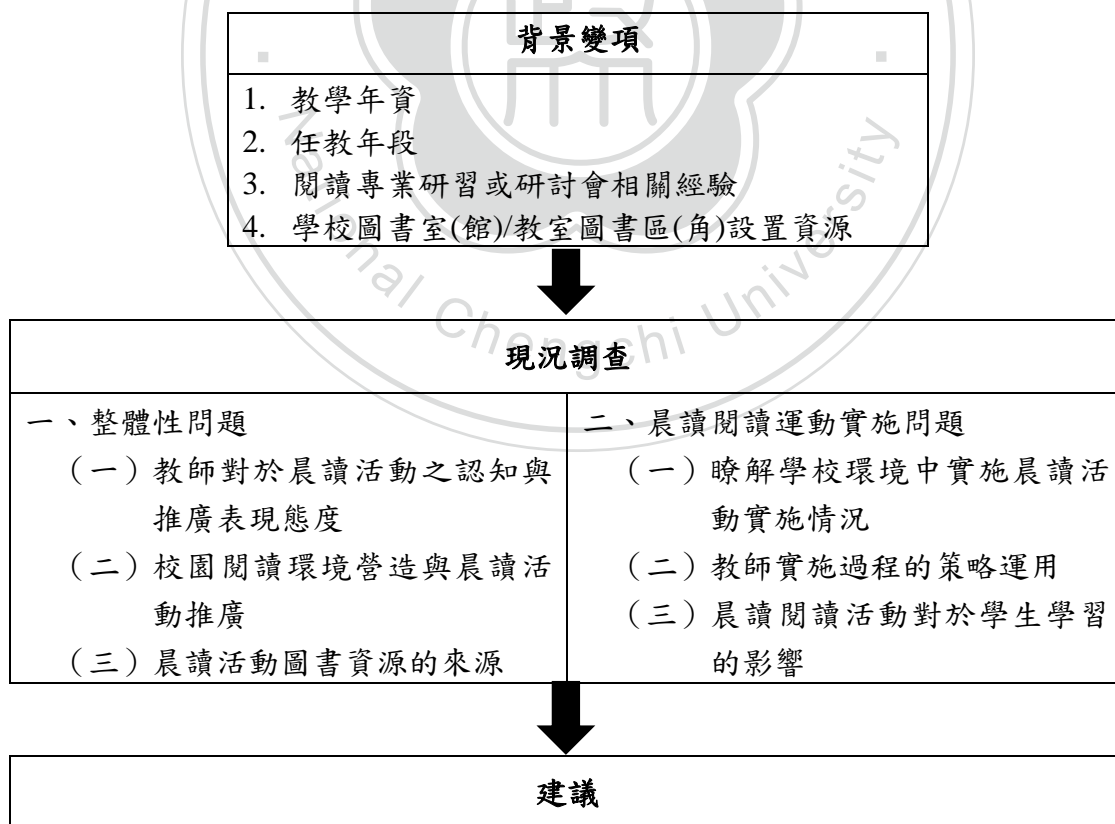 背景變項
1. 教學年資
2. 任教年段
3. 閱讀專業研習或研討會相關經驗
4. 學校圖書室(館)/教室圖書區(角)設置資源
National Chengchi University
現況調查
一、整體性問題
（一）教師對於晨讀活動之認知與
推廣表現態度
（二）校園閱讀環境營造與晨讀活
動推廣
（三）晨讀活動圖書資源的來源
二、晨讀閱讀運動實施問題
（一）瞭解學校環境中實施晨讀活
動實施情況
（二）教師實施過程的策略運用
（三）晨讀閱讀活動對於學生學習
的影響
建議